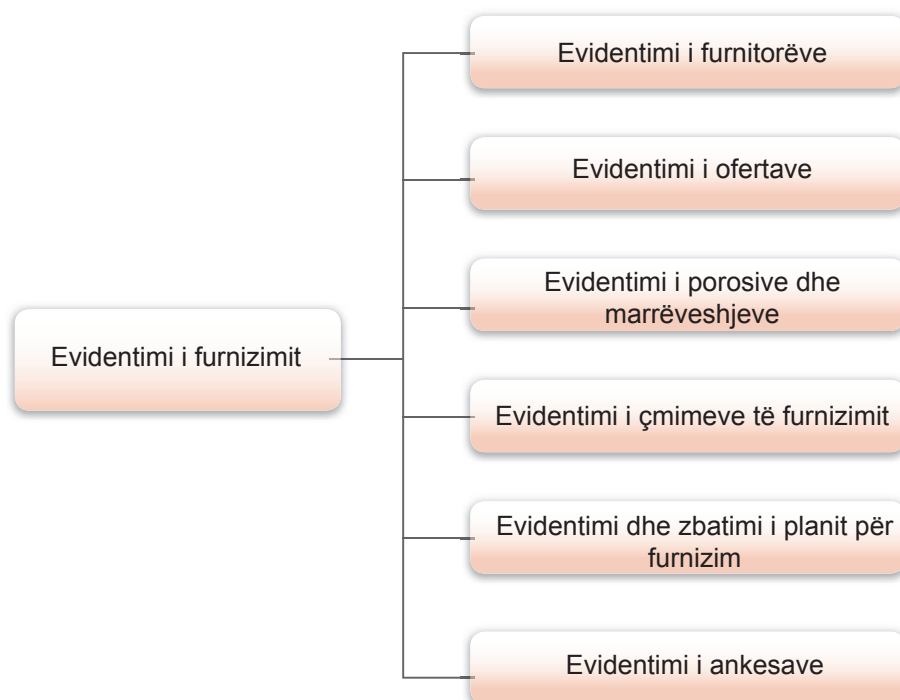 Evidentimi i furnitorëve
Evidentimi i ofertave
Evidentimi i porosive dhe
marrëveshjeve
Evidentimi i furnizimit
Evidentimi i çmimeve të furnizimit
Evidentimi dhe zbatimi i planit për
furnizim
Evidentimi i ankesave